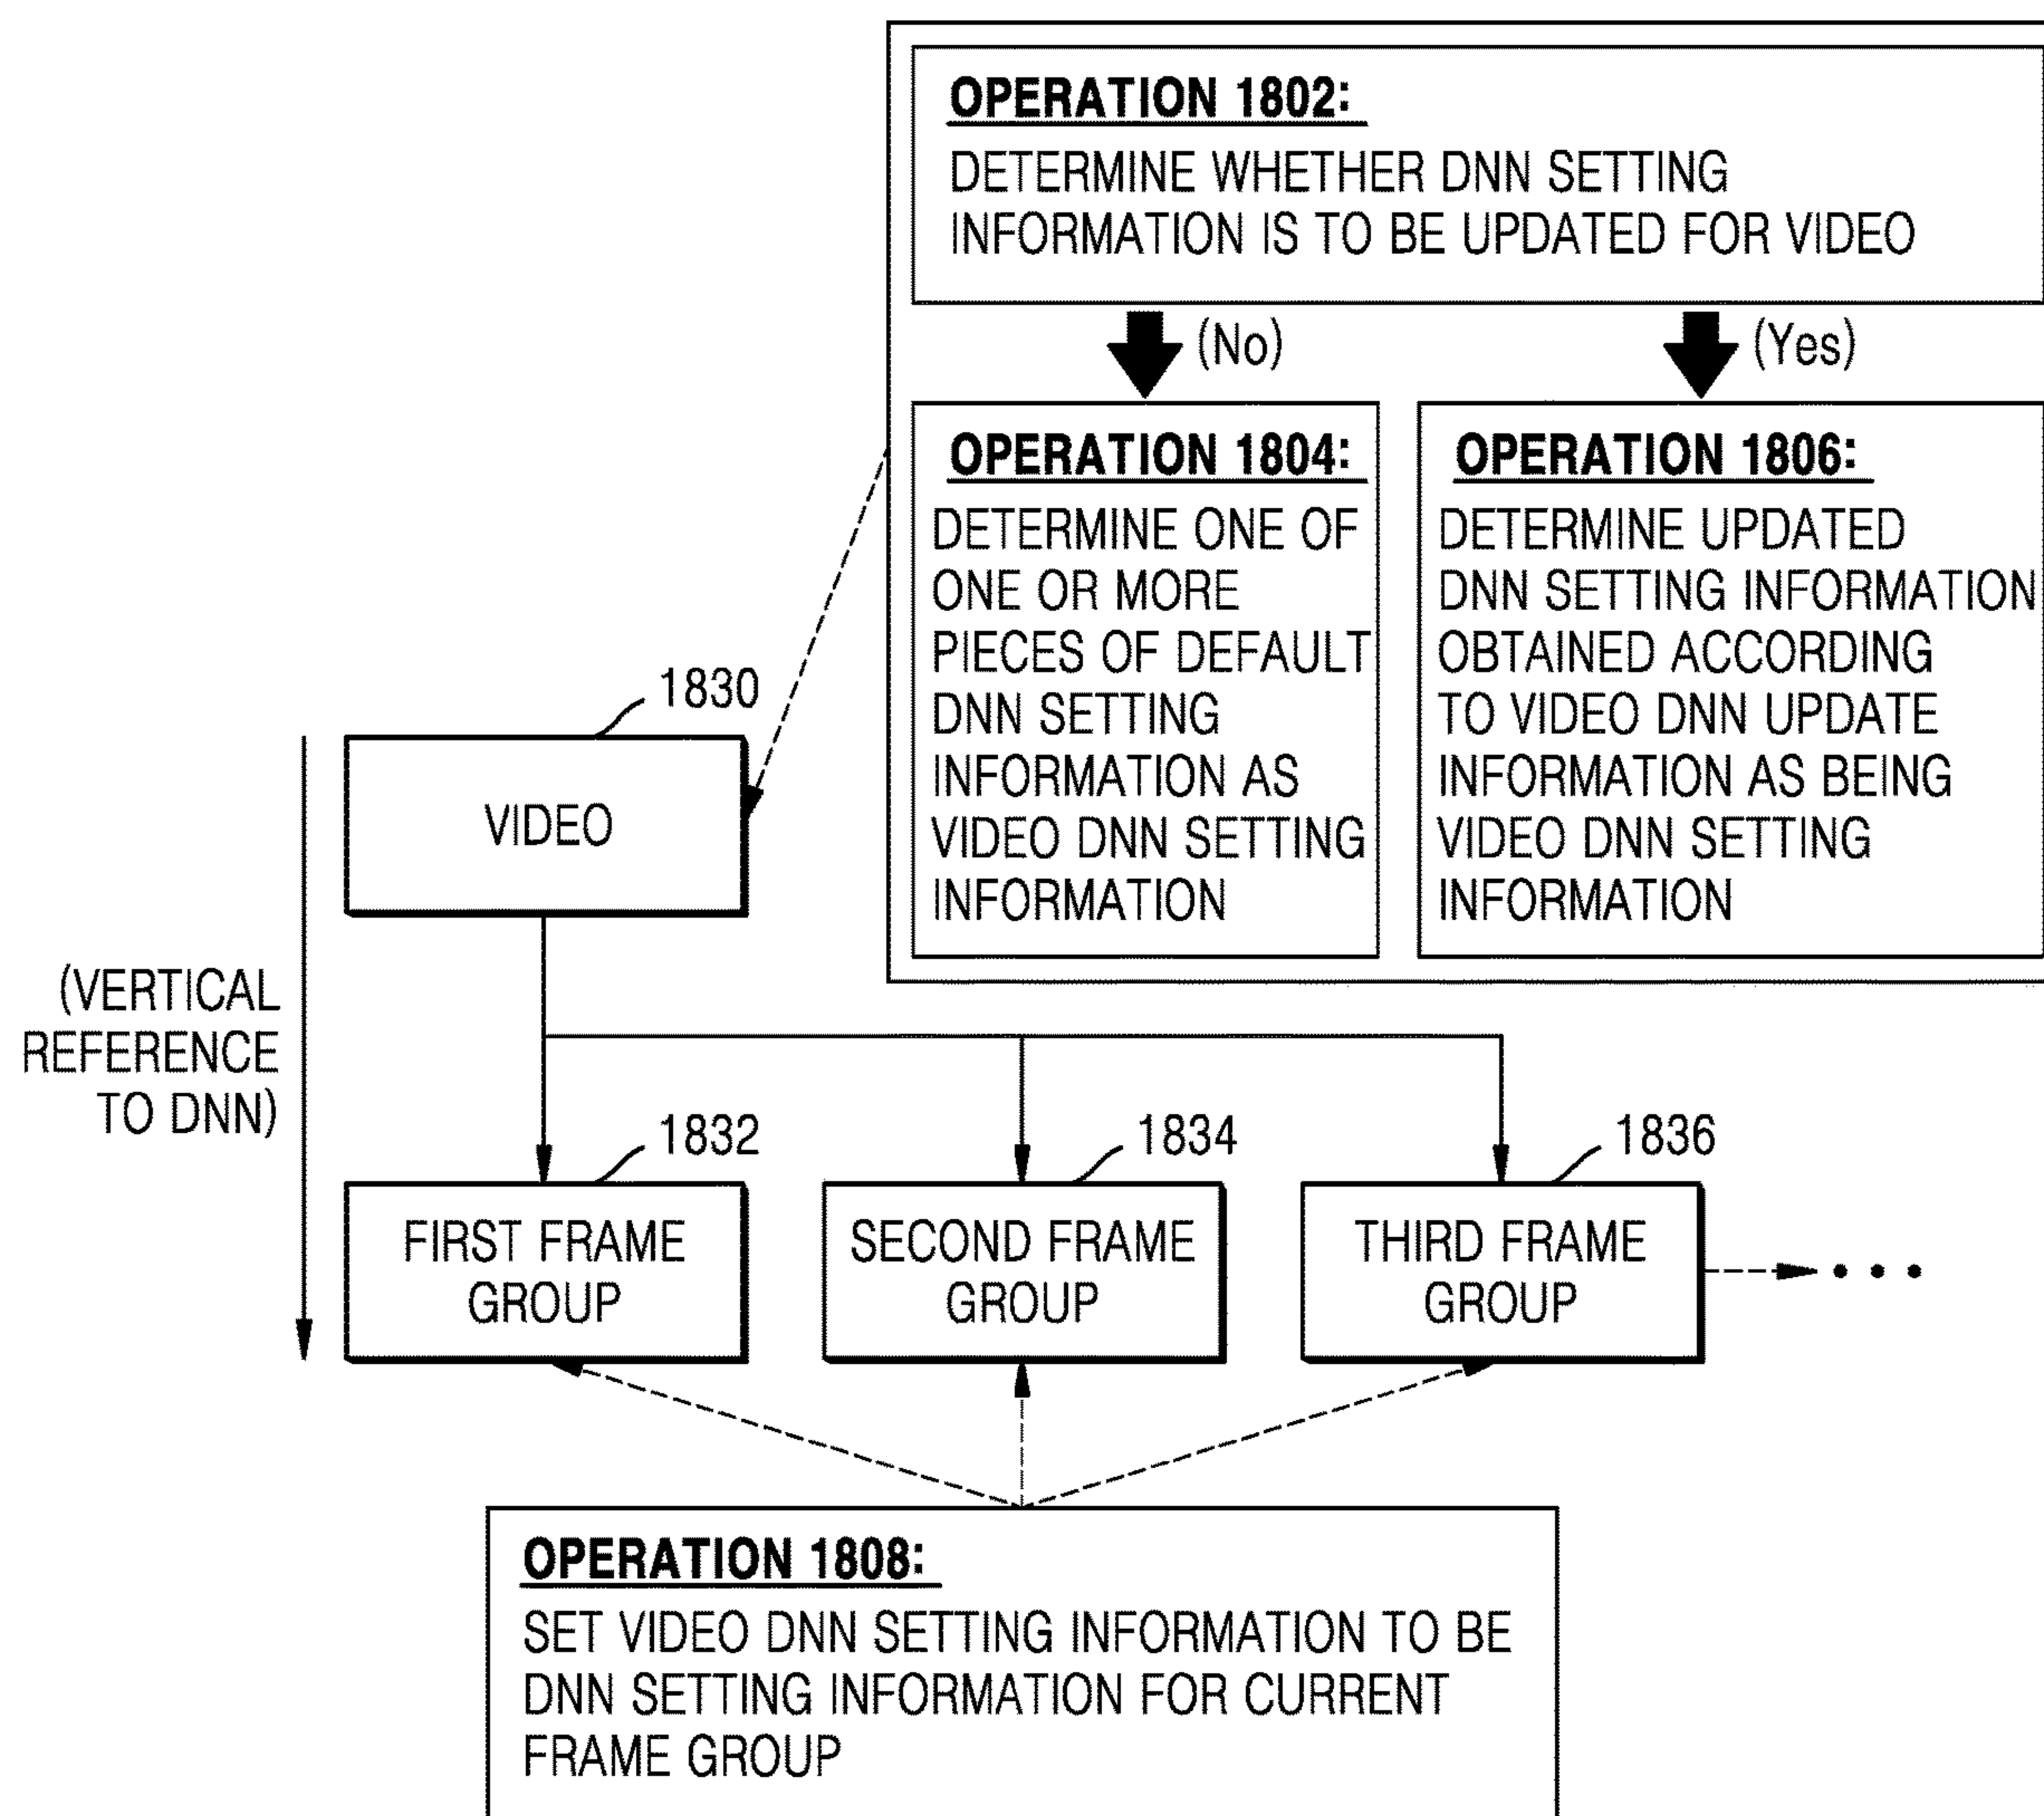 OPERATION 1802:
DETERMINE WHETHER DNN SETTING
INFORMATION IS TO BE UPDATED FOR VIDEO
(No)
(Yes)
OPERATION 1804:
DETERMINE ONE OF
ONE OR MORE
PIECES OF DEFAULT
DNN SETTING
INFORMATION AS
VIDEO DNN SETTING
INFORMATION
OPERATION 1806:
DETERMINE UPDATED
DNN SETTING INFORMATION
OBTAINED ACCORDING
TO VIDEO DNN UPDATE
INFORMATION AS BEING
VIDEO DNN SETTING
INFORMATION
1830
VIDEO
(VERTICAL
REFERENCE
TO DNN)
1832
1834
1836
FIRST FRAME
GROUP
SECOND FRAME
GROUP
THIRD FRAME
GROUP
• • •
OPERATION 1808:
SET VIDEO DNN SETTING INFORMATION TO BE
DNN SETTING INFORMATION FOR CURRENT
FRAME GROUP